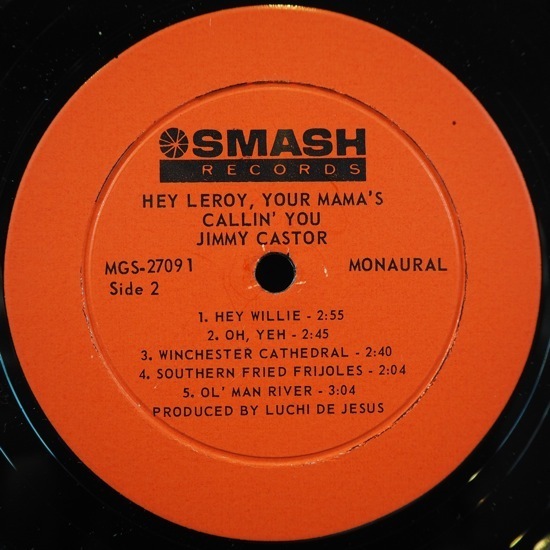 SMASH
RECORDS
HEY LEROY, YOUR MAMA'S
CALLIN' YOU
JIMMY CASTOR
MGS-27091 MONAURAL
Side 2
1. HEY WILLIE - 2:55
2. OH, YEH - 2:45
3. WINCHESTER CATHEDRAL - 2:40
4. SOUTHERN FRIED FRIJOLES - 2:04
5. OL' MAN RIVER - 3:04
PRODUCED BY LUCHI DE JESUS